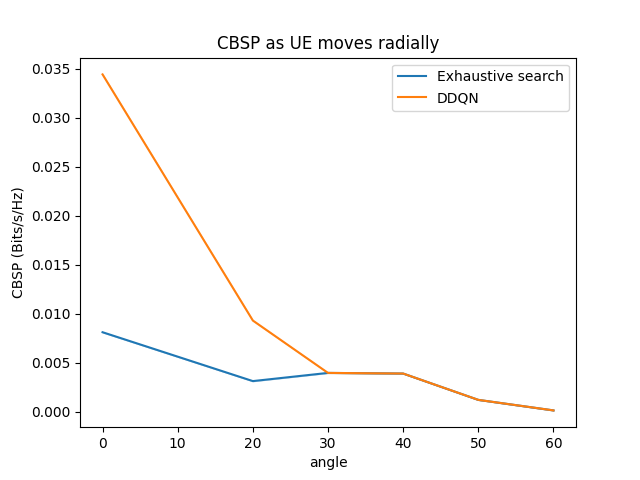 CBSP as UE moves radially
Exhaustive search
DDQN
CBSP (Bits/s/Hz)
0.035
0.030
0.025
0.020
0.015
0.010
0.005
0.000
0 10 20 30 40 50 60
angle